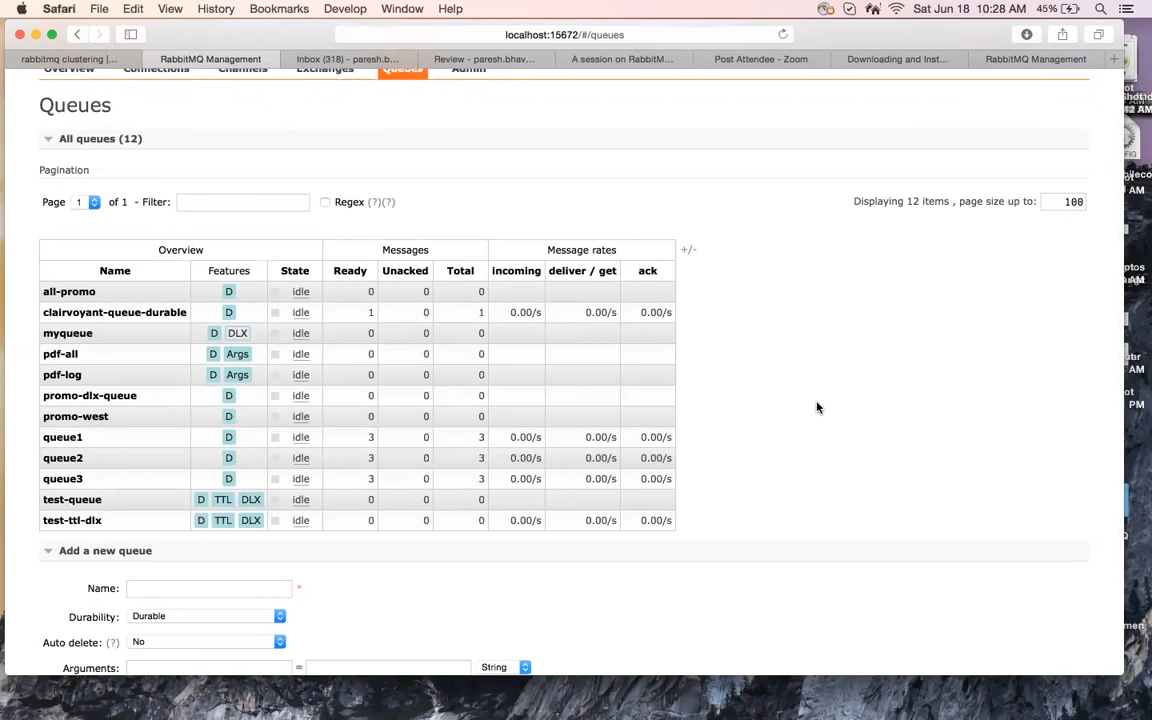 Safari File Edit View History Bookmarks Develop Window Help Sat Jun 18 10:28 AM 45%
localhost:15672/#/queues
rabbitmq clustering |... RabbitMQ Management Inbox (318) - paresh.b... Review - paresh.bhav... A session on RabbitM... Post Attendee - Zoom Downloading and Inst... RabbitMQ Management +
Overview Connections Channels Exchanges Queues Admin
Queues
All queues (12)
Pagination
Page 1 of 1 - Filter: Regex (?)(?) Displaying 12 items , page size up to: 100
Overview Messages Message rates +/-
Name Features State Ready Unacked Total incoming deliver / get ack
all-promo D idle 0 0 0
clairvoyant-queue-durable D idle 1 0 1 0.00/s 0.00/s 0.00/s
myqueue D DLX idle 0 0 0
pdf-all D Args idle 0 0 0
pdf-log D Args idle 0 0 0
promo-dlx-queue D idle 0 0 0
promo-west D idle 0 0 0
queue1 D idle 3 0 3 0.00/s 0.00/s 0.00/s
queue2 D idle 3 0 3 0.00/s 0.00/s 0.00/s
queue3 D idle 3 0 3 0.00/s 0.00/s 0.00/s
test-queue D TTL DLX idle 0 0 0
test-ttl-dlx D TTL DLX idle 0 0 0 0.00/s 0.00/s 0.00/s
Add a new queue
Name: *
Durability: Durable
Auto delete: (?) No
Arguments: = String